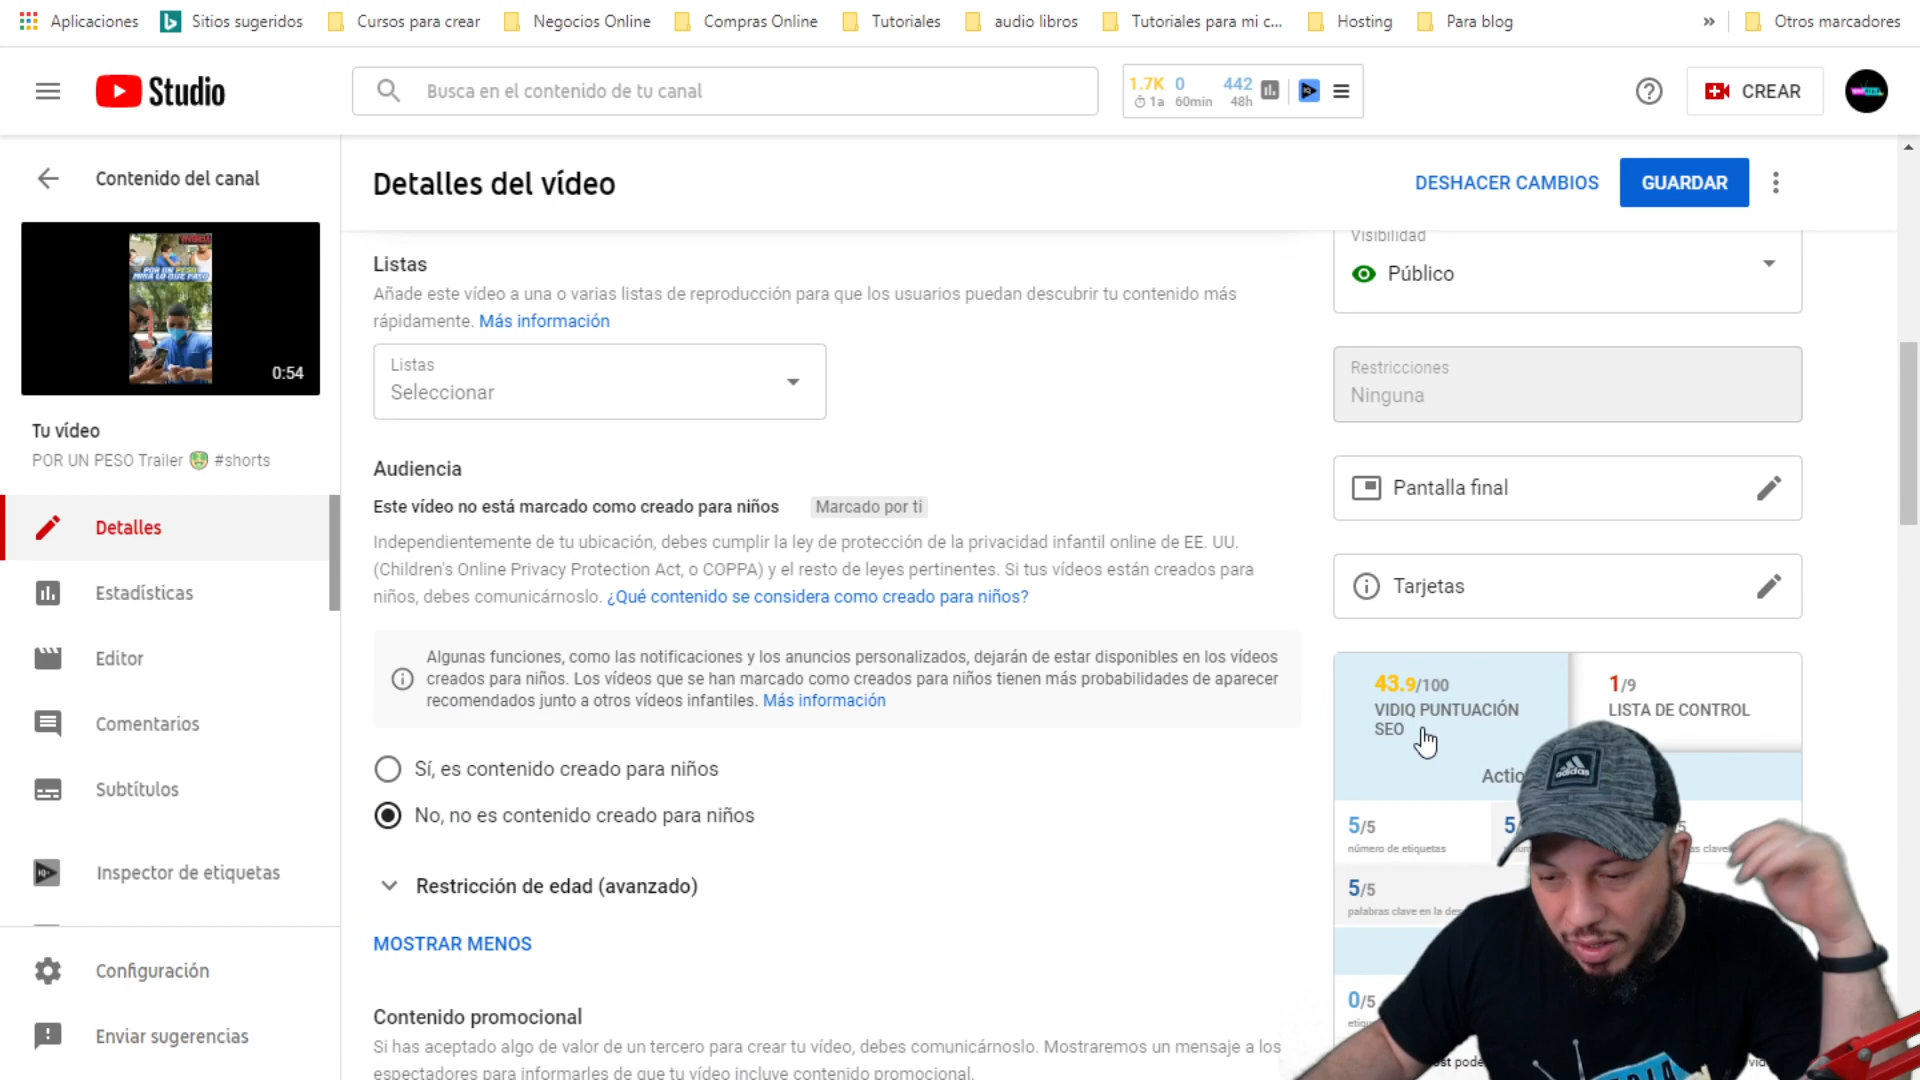 Aplicaciones
Sitios sugeridos
Cursos para crear
Negocios Online
Compras Online
Tutoriales
audio libros
Tutoriales para mi c...
Hosting
Para blog
»
Otros marcadores
Studio
Busca en el contenido de tu canal
1.7K 0 442
1a 60min 48h
CREAR
Contenido del canal
Detalles del vídeo
DESHACER CAMBIOS
GUARDAR
POR UN PESO
MIRA LO QUE PASO
0:54
Tu vídeo
POR UN PESO Trailer 🤑 #shorts
Detalles
Estadísticas
Editor
Comentarios
Subtítulos
Inspector de etiquetas
Configuración
Enviar sugerencias
Listas
Añade este vídeo a una o varias listas de reproducción para que los usuarios puedan descubrir tu contenido más
rápidamente. Más información
Listas
Seleccionar
Audiencia
Este vídeo no está marcado como creado para niños
Marcado por ti
Independientemente de tu ubicación, debes cumplir la ley de protección de la privacidad infantil online de EE. UU.
(Children's Online Privacy Protection Act, o COPPA) y el resto de leyes pertinentes. Si tus vídeos están creados para
niños, debes comunicárnoslo. ¿Qué contenido se considera como creado para niños?
Algunas funciones, como las notificaciones y los anuncios personalizados, dejarán de estar disponibles en los vídeos
creados para niños. Los vídeos que se han marcado como creados para niños tienen más probabilidades de aparecer
recomendados junto a otros vídeos infantiles. Más información
Sí, es contenido creado para niños
No, no es contenido creado para niños
Restricción de edad (avanzado)
MOSTRAR MENOS
Contenido promocional
Si has aceptado algo de valor de un tercero para crear tu vídeo, debes comunicárnoslo. Mostraremos un mensaje a los
espectadores para informarles de que tu vídeo incluye contenido promocional.
Visibilidad
Público
Restricciones
Ninguna
Pantalla final
Tarjetas
43.9/100
VIDIQ PUNTUACIÓN
SEO
1/9
LISTA DE CONTROL
Actio
5/5
número de etiquetas
5
5/5
palabras clave en la des
0/5
adidas